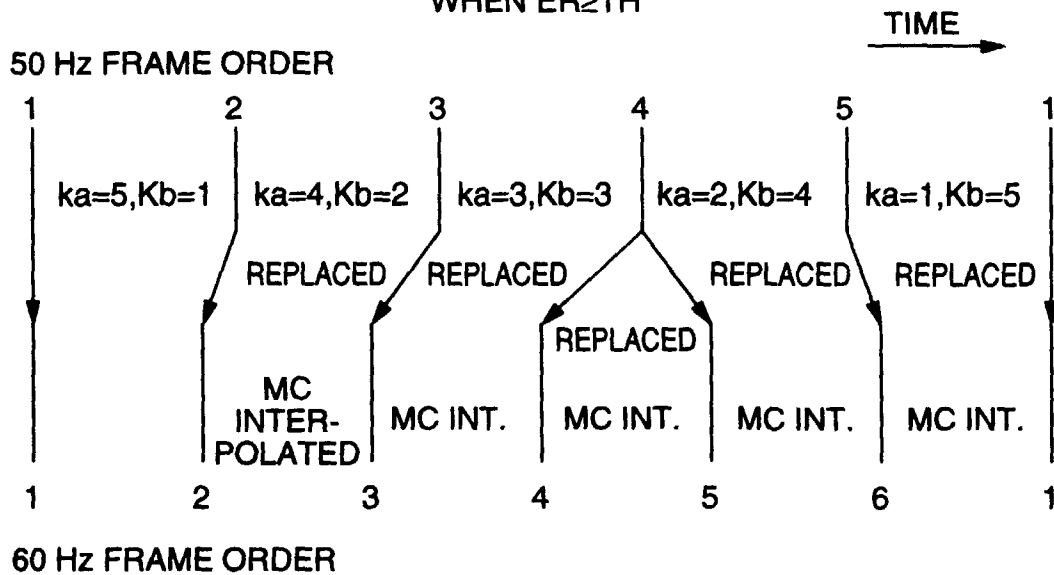 WHEN ER≥TH
TIME
50 Hz FRAME ORDER
1 2 3 4 5 1
ka=5,Kb=1 ka=4,Kb=2 ka=3,Kb=3 ka=2,Kb=4 ka=1,Kb=5
REPLACED REPLACED REPLACED REPLACED
REPLACED
MC
INTER-
POLATED
MC INT. MC INT. MC INT. MC INT.
1 2 3 4 5 6 1
60 Hz FRAME ORDER